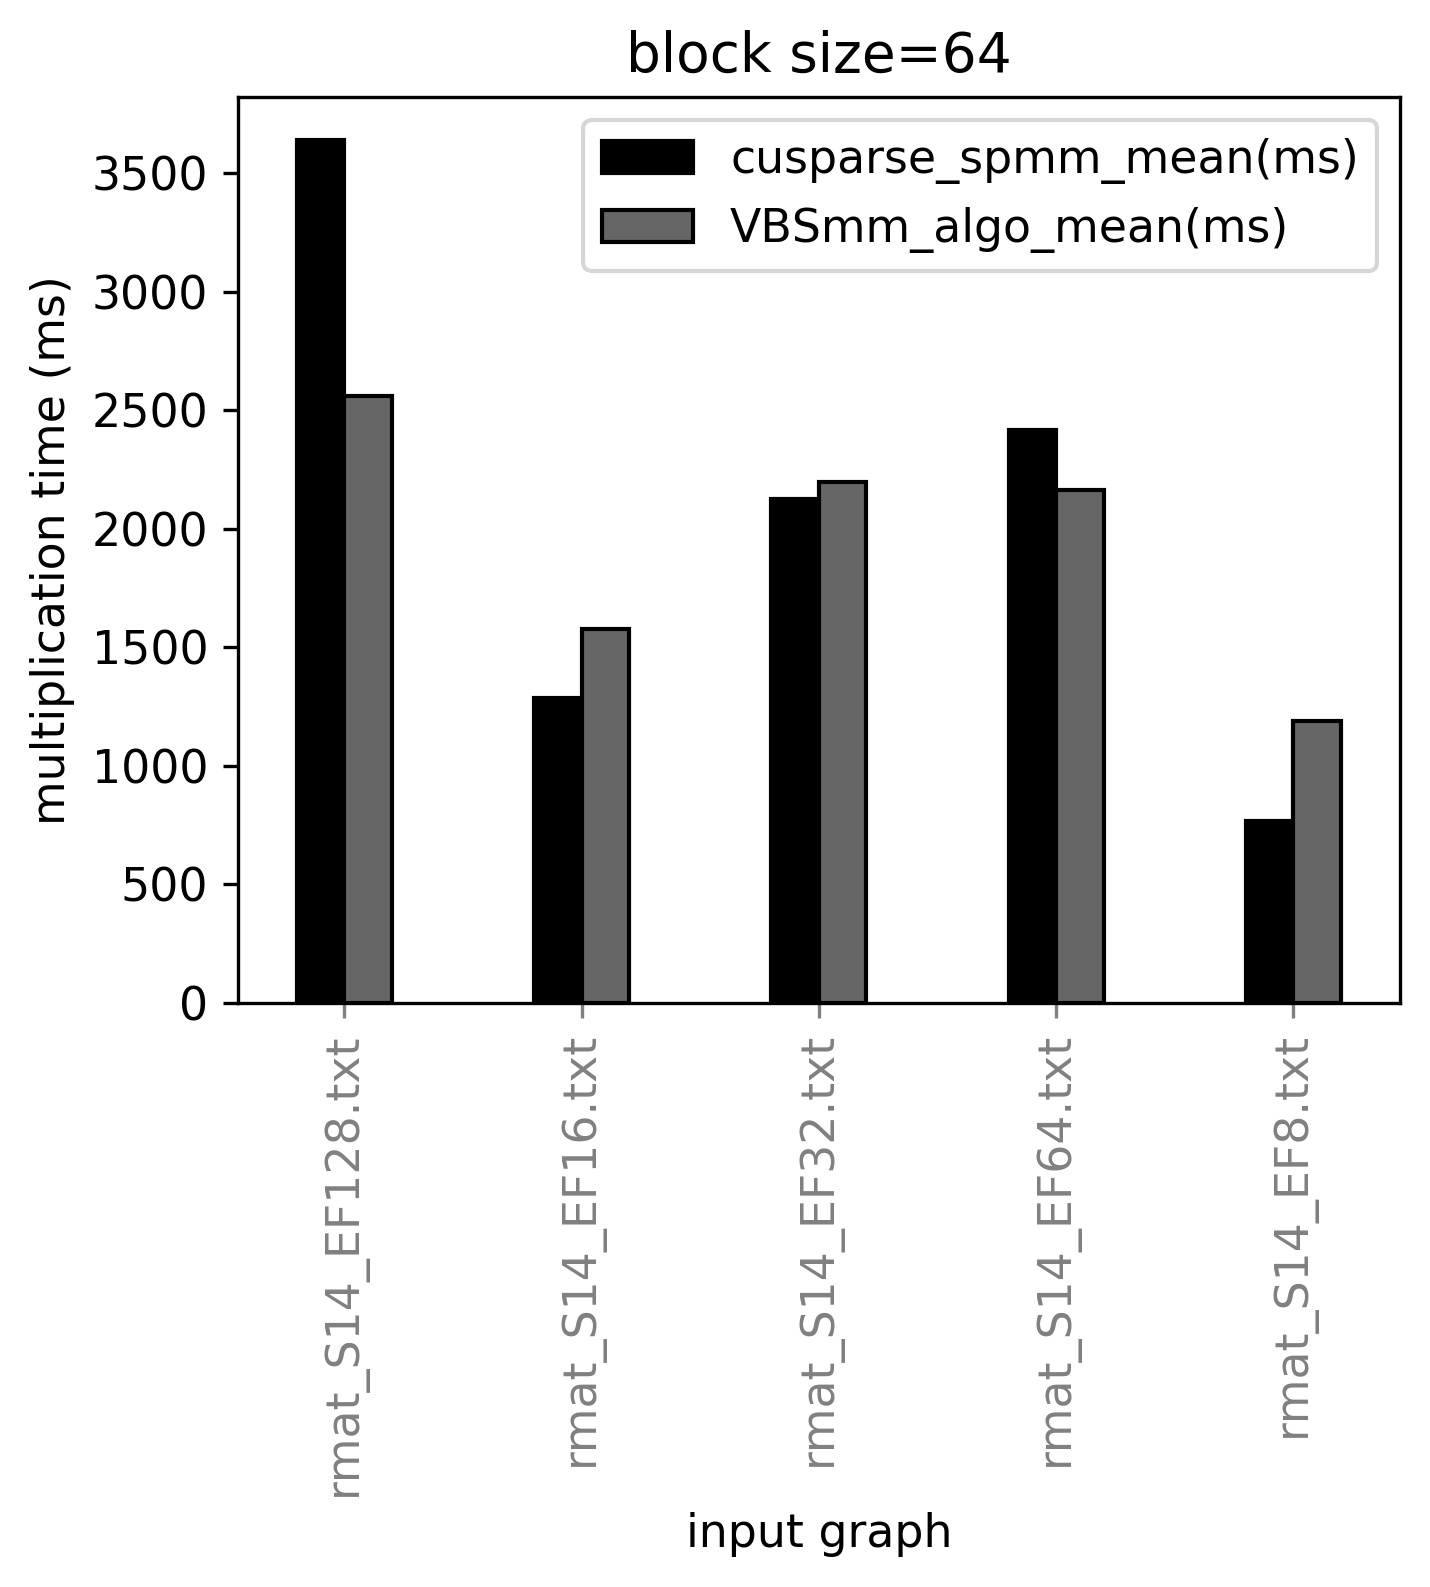 block size=64
cusparse_spmm_mean(ms)
VBSmm_algo_mean(ms)
multiplication time (ms)
3500
3000
2500
2000
1500
1000
500
0
rmat_S14_EF128.txt
rmat_S14_EF16.txt
rmat_S14_EF32.txt
rmat_S14_EF64.txt
rmat_S14_EF8.txt
input graph